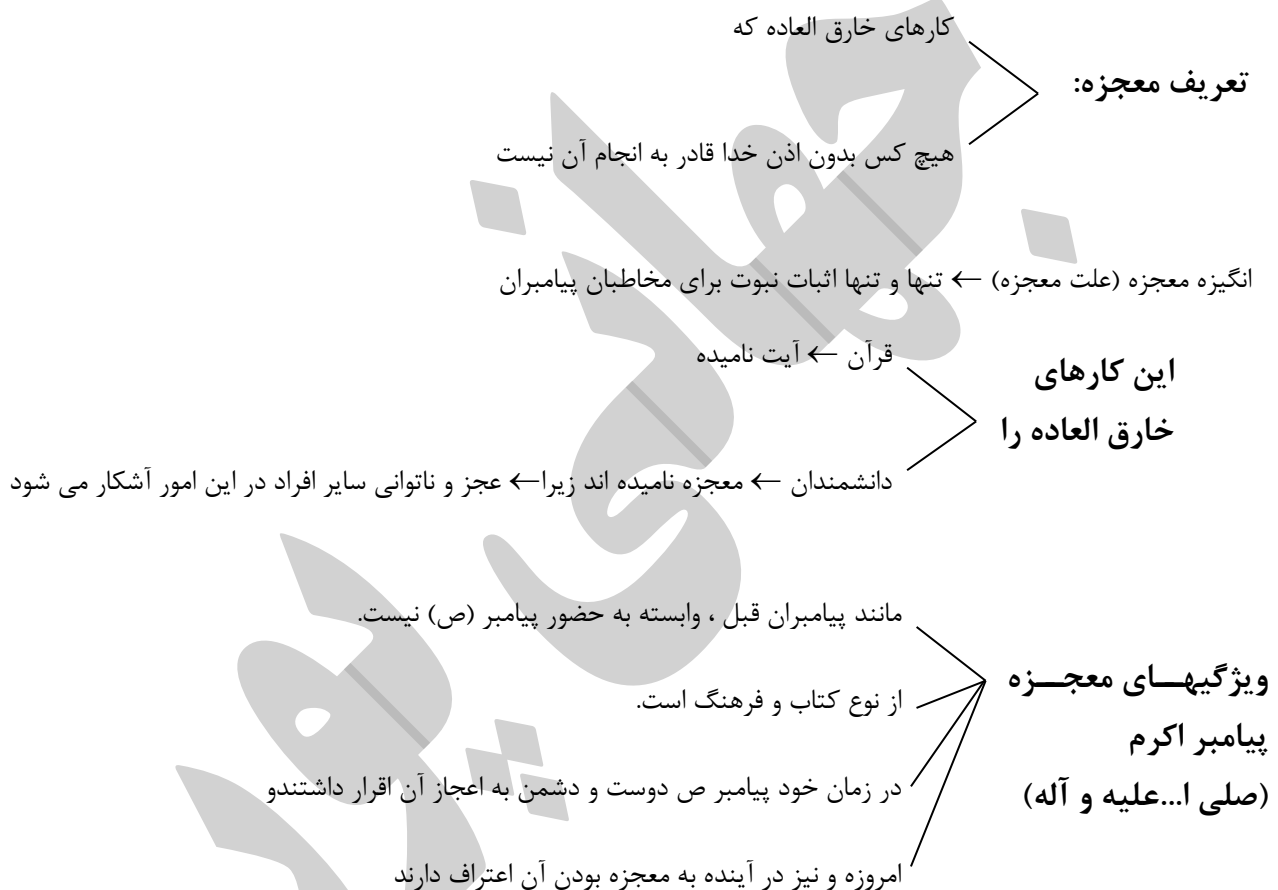 کارهای خارق العاده که
تعریف معجزه:
هیچ کس بدون اذن خدا قادر به انجام آن نیست
انگیزه معجزه (علت معجزه) ← تنها و تنها اثبات نبوت برای مخاطبان پیامبران
قرآن ← آیت نامیده
این کارهای
خارق العاده را
دانشمندان ← معجزه نامیده اند زیرا← عجز و ناتوانی سایر افراد در این امور آشکار می شود
مانند پیامبران قبل ، وابسته به حضور پیامبر (ص) نیست.
ویژگیهـــای معجـــزه
از نوع کتاب و فرهنگ است.
پیامبر اکرم
در زمان خود پیامبر ص دوست و دشمن به اعجاز آن اقرار داشتندو
(صلی ا...علیه و آله)
امروزه و نیز در آینده به معجزه بودن آن اعتراف دارند